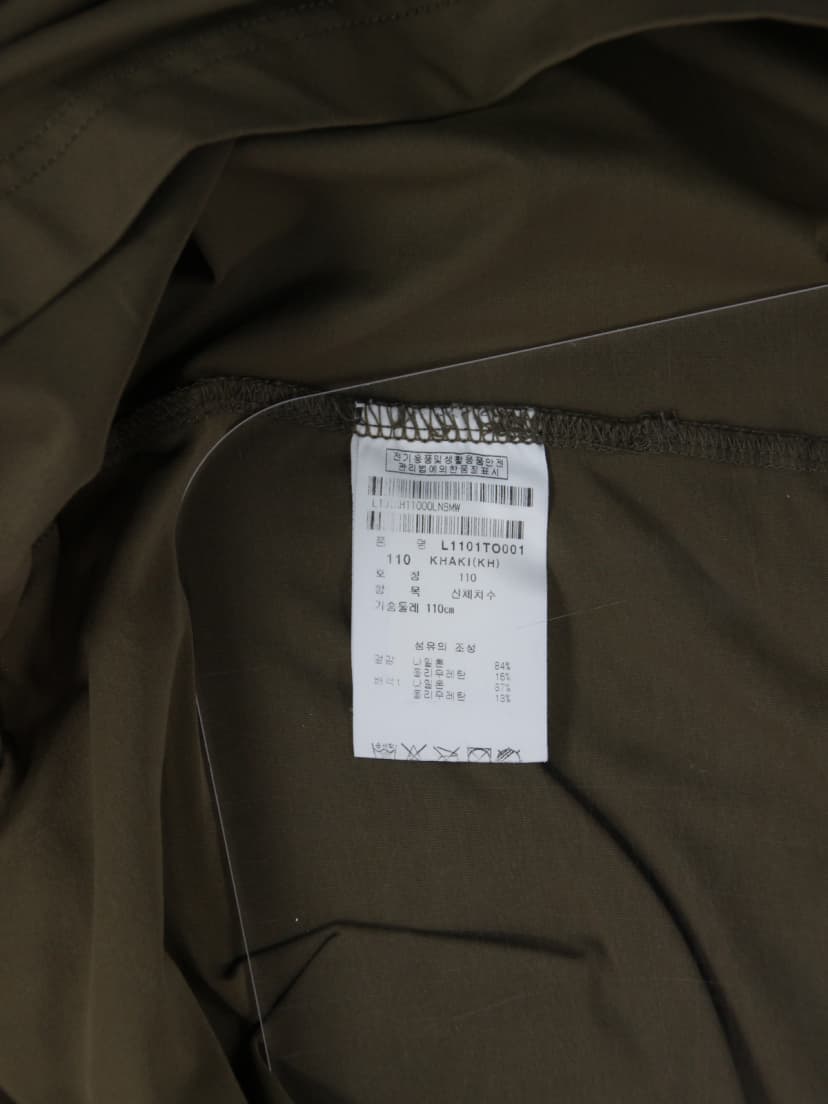 전기용품및생활용품안전
관리법에의한품질표시
품 명 L1101TO001
110 KHAKI(KH)
호 칭 110
항 목 신체치수
가슴둘레 110cm
섬유의 조성
겉감 나일론 84%
폴리우레탄 16%
나일론 87%
폴리우레탄 13%